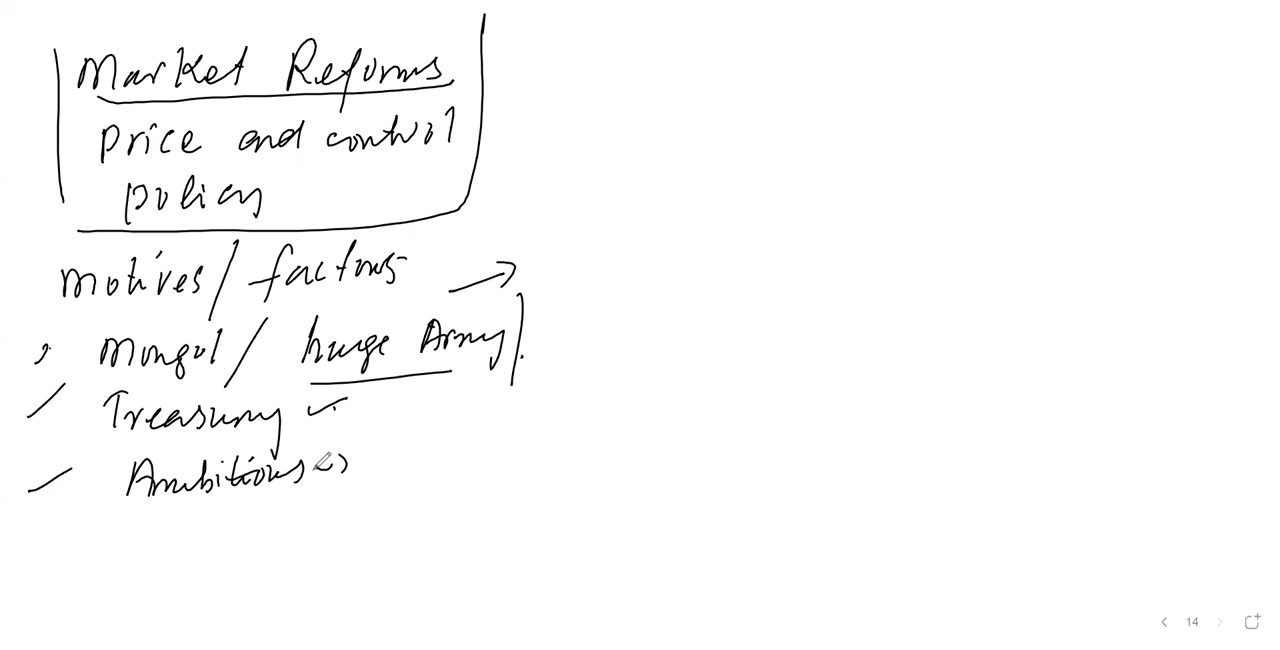 Market Reforms
price and control
policy
motives / factors →
Mongol / huge Army
Treasury ✓
Ambitions
14